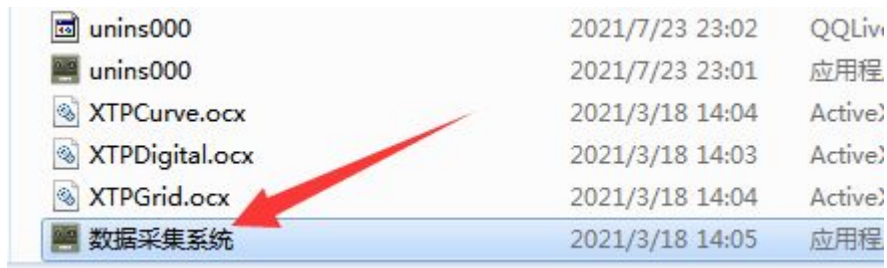 unins000 2021/7/23 23:02 QQLive
unins000 2021/7/23 23:01 应用程
XTPCurve.ocx 2021/3/18 14:04 ActiveX
XTPDigital.ocx 2021/3/18 14:03 ActiveX
XTPGrid.ocx 2021/3/18 14:04 ActiveX
数据采集系统 2021/3/18 14:05 应用程